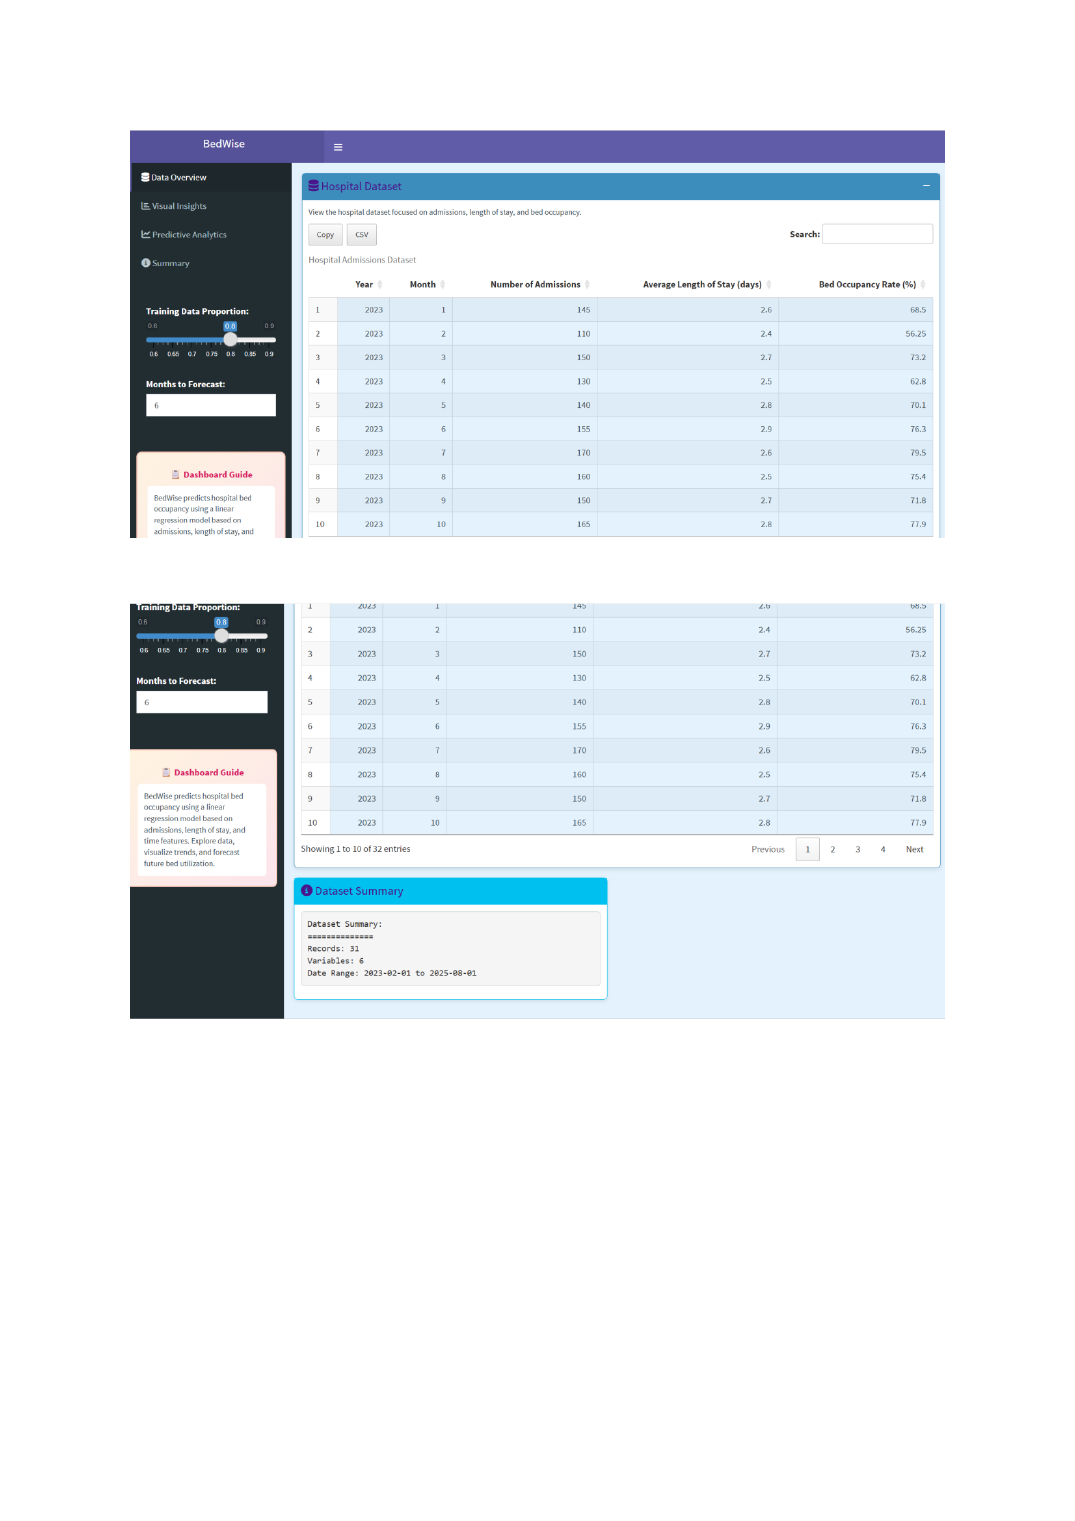 BedWise
Data Overview
Visual Insights
Predictive Analytics
Summary
Training Data Proportion:
0.6 0.8 0.9
0.6 0.65 0.7 0.75 0.8 0.85 0.9
Months to Forecast:
6
Dashboard Guide
BedWise predicts hospital bed
occupancy using a linear
regression model based on
admissions, length of stay, and
Hospital Dataset
View the hospital dataset focused on admissions, length of stay, and bed occupancy.
Copy CSV Search:
Hospital Admissions Dataset
Year Month Number of Admissions Average Length of Stay (days) Bed Occupancy Rate (%)
1 2023 1 145 2.6 68.5
2 2023 2 110 2.4 56.25
3 2023 3 150 2.7 73.2
4 2023 4 130 2.5 62.8
5 2023 5 140 2.8 70.1
6 2023 6 155 2.9 76.3
7 2023 7 170 2.6 79.5
8 2023 8 160 2.5 75.4
9 2023 9 150 2.7 71.8
10 2023 10 165 2.8 77.9
Training Data Proportion:
0.6 0.8 0.9
0.6 0.65 0.7 0.75 0.8 0.85 0.9
Months to Forecast:
6
Dashboard Guide
BedWise predicts hospital bed
occupancy using a linear
regression model based on
admissions, length of stay, and
time features. Explore data,
visualize trends, and forecast
future bed utilization.
1 2023 1 145 2.6 68.5
2 2023 2 110 2.4 56.25
3 2023 3 150 2.7 73.2
4 2023 4 130 2.5 62.8
5 2023 5 140 2.8 70.1
6 2023 6 155 2.9 76.3
7 2023 7 170 2.6 79.5
8 2023 8 160 2.5 75.4
9 2023 9 150 2.7 71.8
10 2023 10 165 2.8 77.9
Showing 1 to 10 of 32 entries Previous 1 2 3 4 Next
Dataset Summary
Dataset Summary:
==============
Records: 31
Variables: 6
Date Range: 2023-02-01 to 2025-08-01